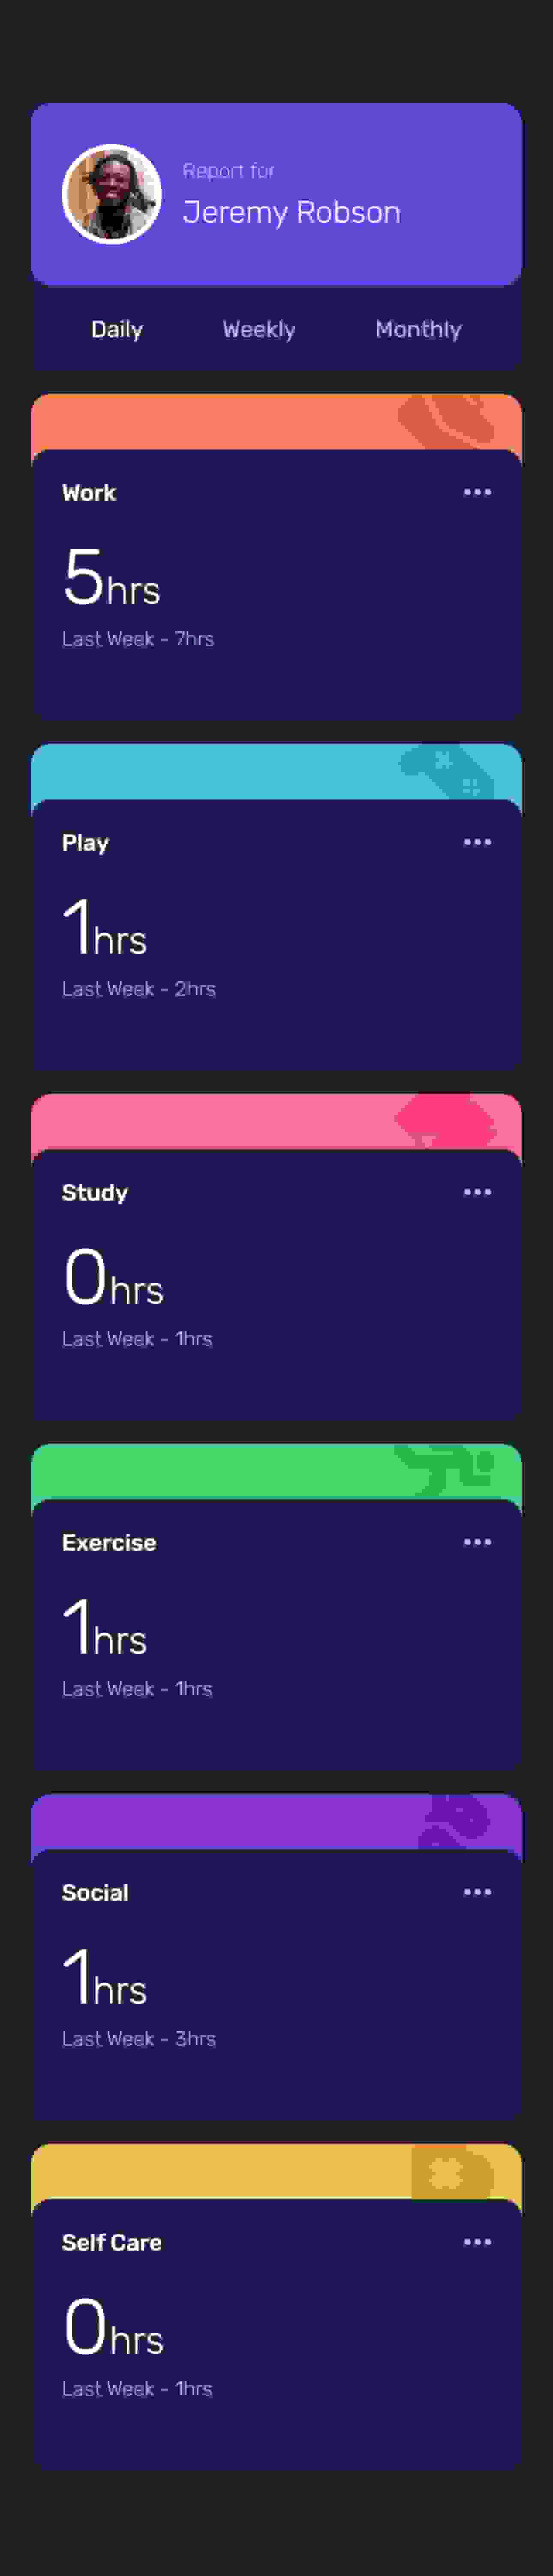 Report for
Jeremy Robson
Daily Weekly Monthly
Work
5hrs
Last Week - 7hrs
Play
1hrs
Last Week - 2hrs
Study
0hrs
Last Week - 1hrs
Exercise
1hrs
Last Week - 1hrs
Social
1hrs
Last Week - 3hrs
Self Care
0hrs
Last Week - 1hrs